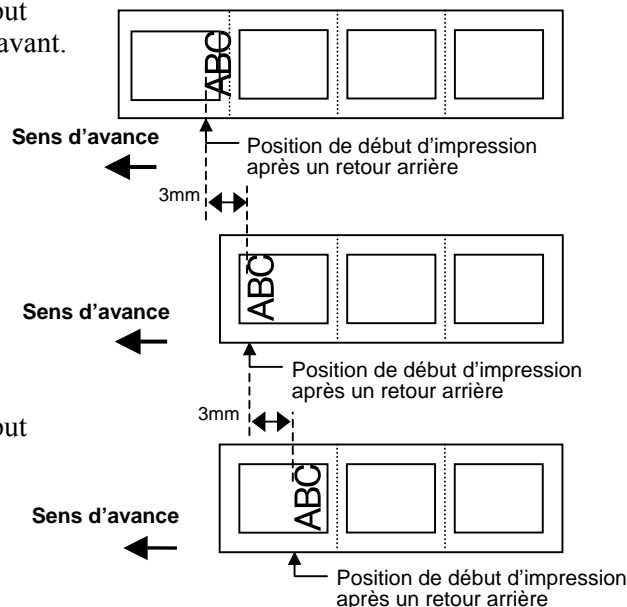 out
avant.
ABC
Sens d'avance
Position de début d'impression
après un retour arrière
3mm
ABC
Sens d'avance
Position de début d'impression
après un retour arrière
3mm
out
ABC
Sens d'avance
Position de début d'impression
après un retour arrière